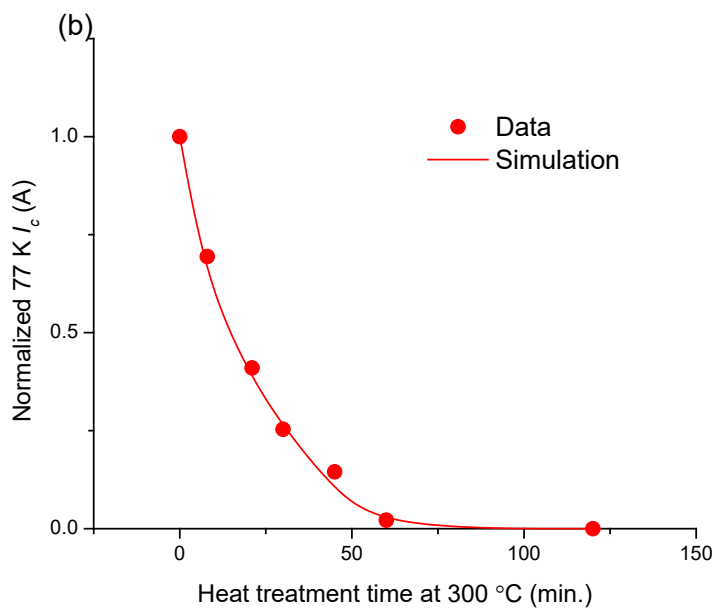 (b)
Data
Simulation
1.0
0.5
0.0
Normalized 77 K I_c (A)
0
50
100
150
Heat treatment time at 300 °C (min.)